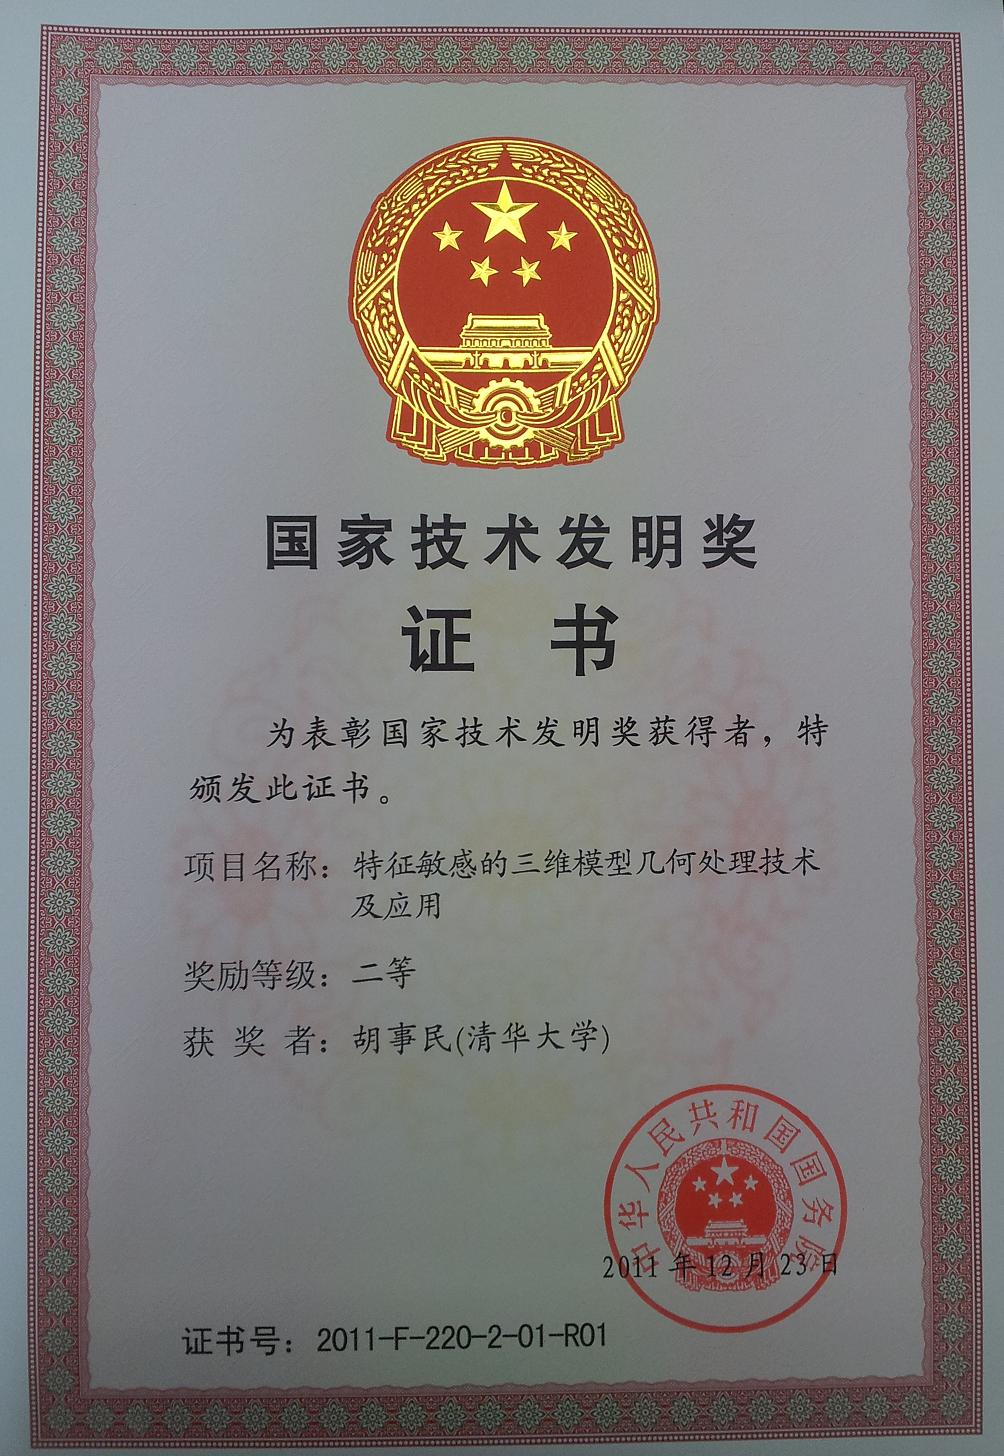 国家技术发明奖
证书
为表彰国家技术发明奖获得者，特
颁发此证书。
项目名称：特征敏感的三维模型几何处理技术
及应用
奖励等级：二等
获奖者：胡事民(清华大学)
中华人民共和国国务院
2011年12月23日
证书号：2011-F-220-2-01-R01